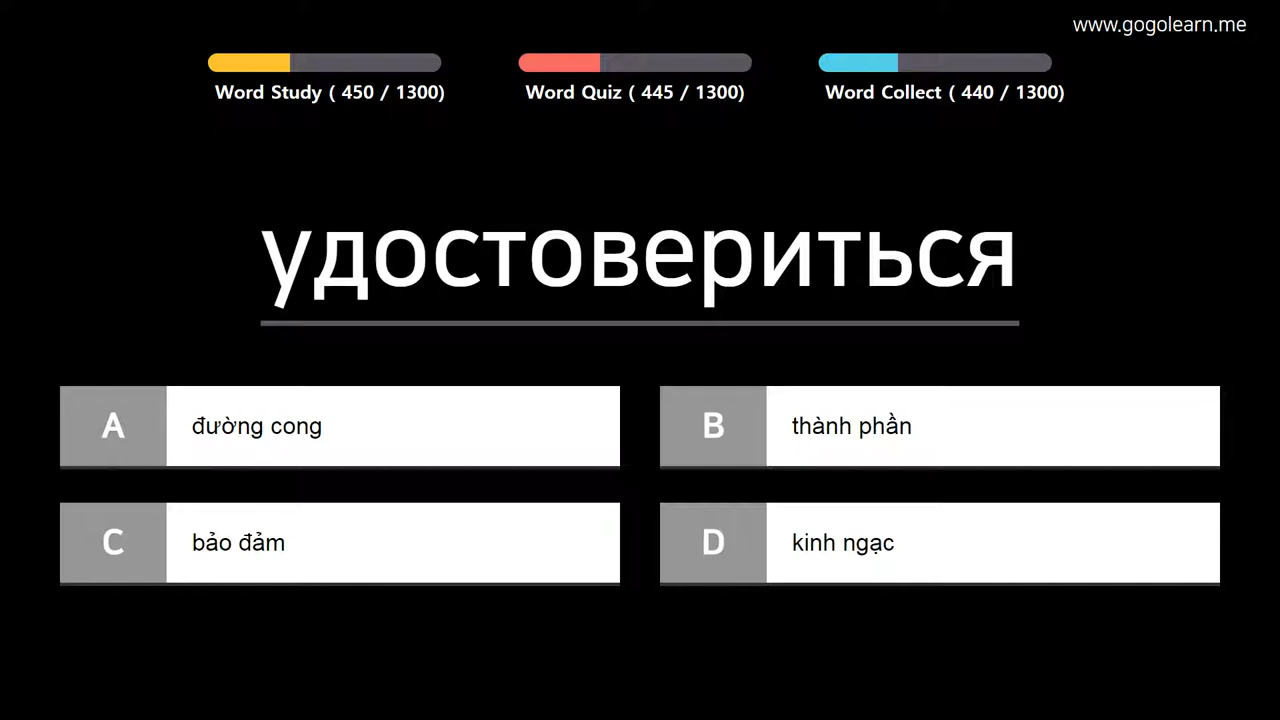 www.gogolearn.me
Word Study ( 450 / 1300)
Word Quiz ( 445 / 1300)
Word Collect ( 440 / 1300)
удостовериться
A đường cong
B thành phần
C bảo đảm
D kinh ngạc